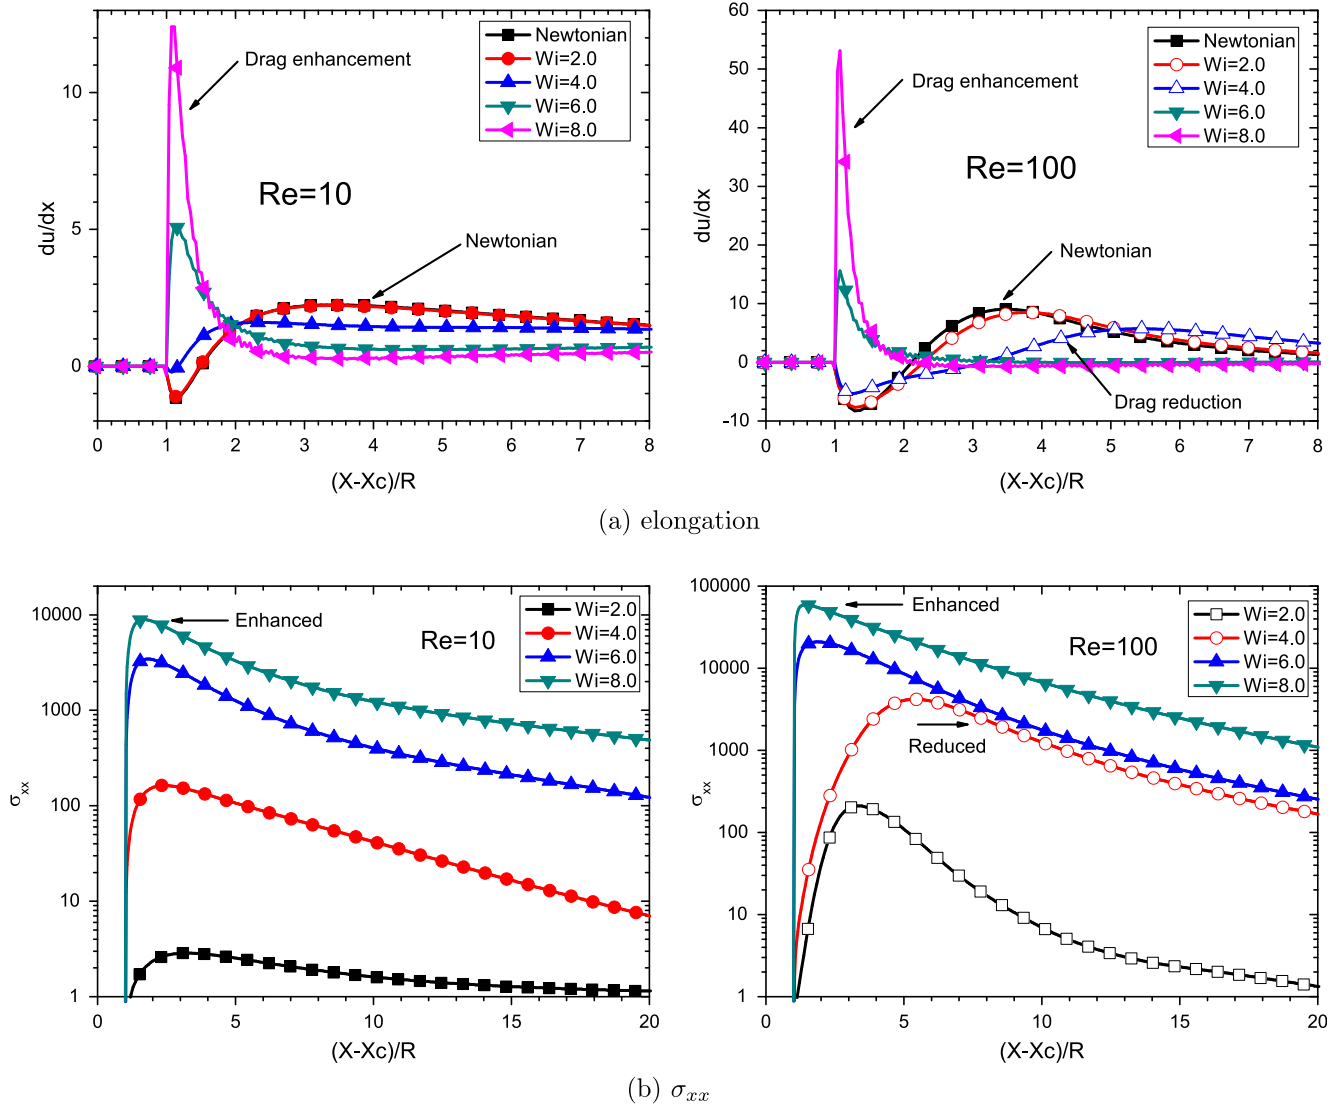 Newtonian
Wi=2.0
Wi=4.0
Wi=6.0
Wi=8.0
Drag enhancement
Re=10
Newtonian
du/dx
10
5
0
0 1 2 3 4 5 6 7 8
(X-Xc)/R
Newtonian
Wi=2.0
Wi=4.0
Wi=6.0
Wi=8.0
Drag enhancement
Re=100
Newtonian
Drag reduction
du/dx
60
50
40
30
20
10
0
-10
0 1 2 3 4 5 6 7 8
(X-Xc)/R
(a) elongation
Wi=2.0
Wi=4.0
Wi=6.0
Wi=8.0
Enhanced
Re=10
σxx
10000
1000
100
10
1
0 5 10 15 20
(X-Xc)/R
Wi=2.0
Wi=4.0
Wi=6.0
Wi=8.0
Enhanced
Re=100
Reduced
σxx
100000
10000
1000
100
10
1
0 5 10 15 20
(X-Xc)/R
(b) σxx